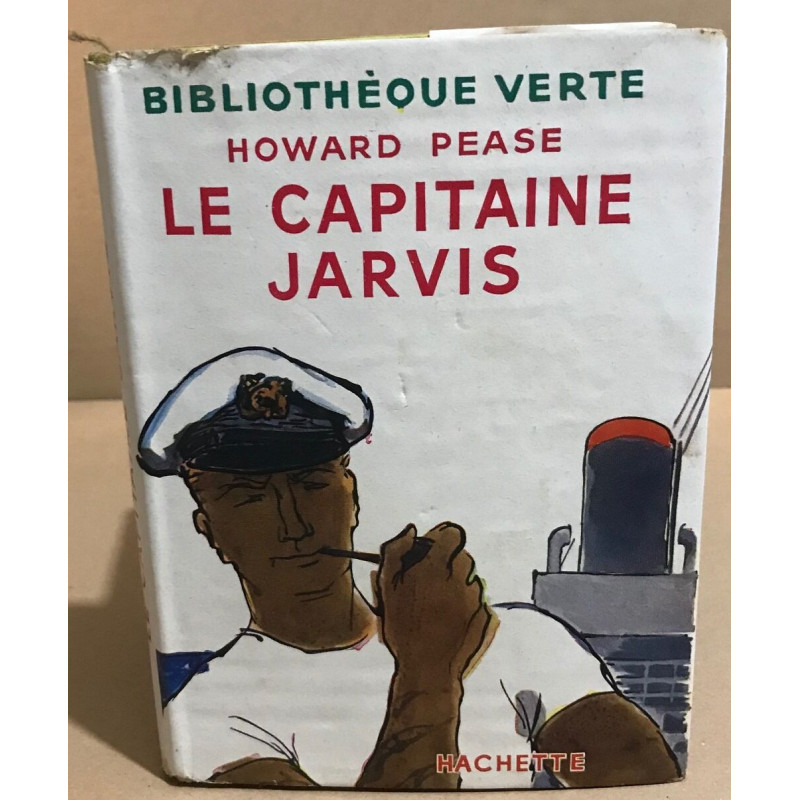 BIBLIOTHÈQUE VERTE
HOWARD PEASE
LE CAPITAINE
JARVIS
HACHETTE